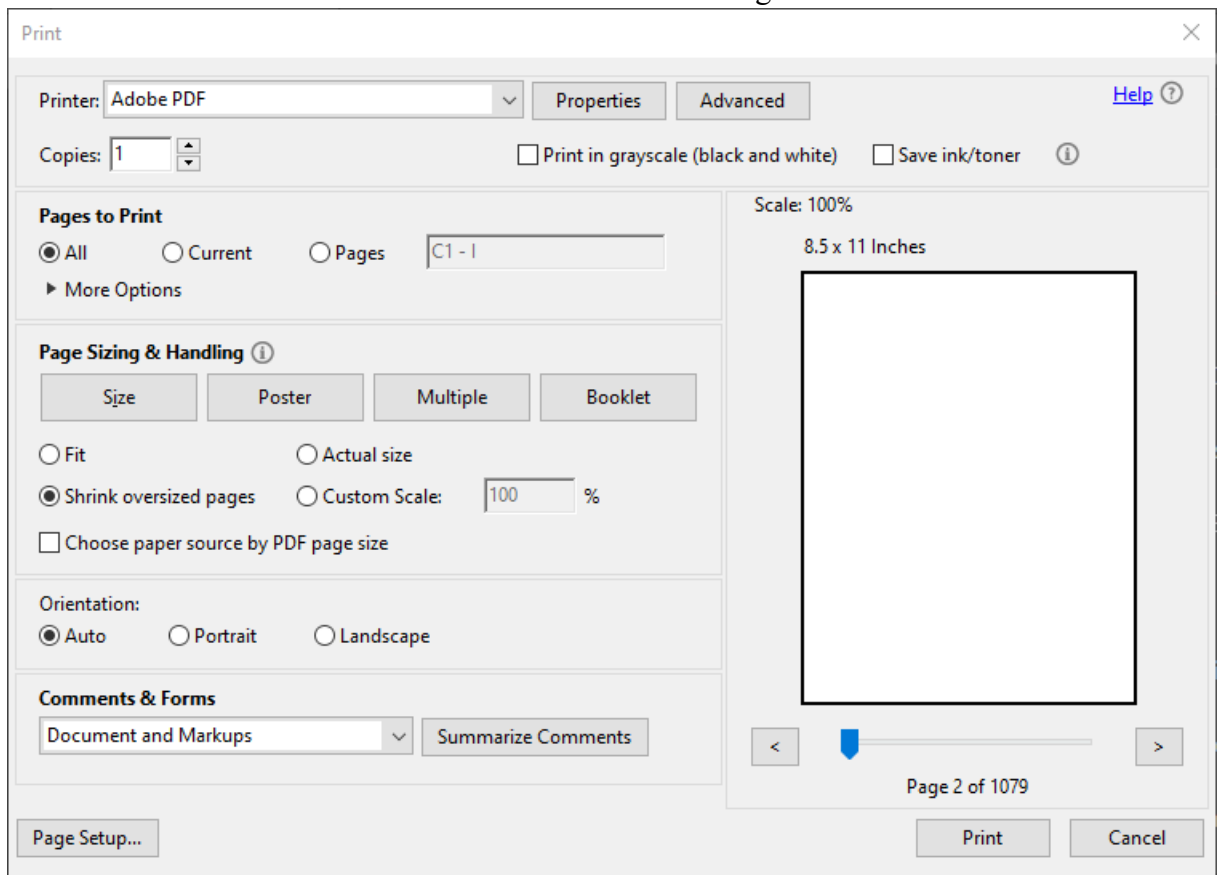 Print
Printer: Adobe PDF Properties Advanced Help
Copies: 1 Print in grayscale (black and white) Save ink/toner
Pages to Print
All Current Pages C1 - I
More Options
Page Sizing & Handling
Size Poster Multiple Booklet
Fit Actual size
Shrink oversized pages Custom Scale: 100 %
Choose paper source by PDF page size
Orientation:
Auto Portrait Landscape
Comments & Forms
Document and Markups Summarize Comments
Scale: 100%
8.5 x 11 Inches
< >
Page 2 of 1079
Page Setup... Print Cancel